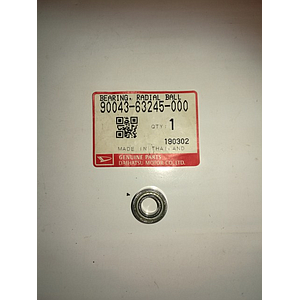 BEARING, RADIAL BALL
90043-63245-000
QTY: 1
190302
MADE IN THAILAND
GENUINE PARTS
DAIHATSU MOTOR CO.,LTD.